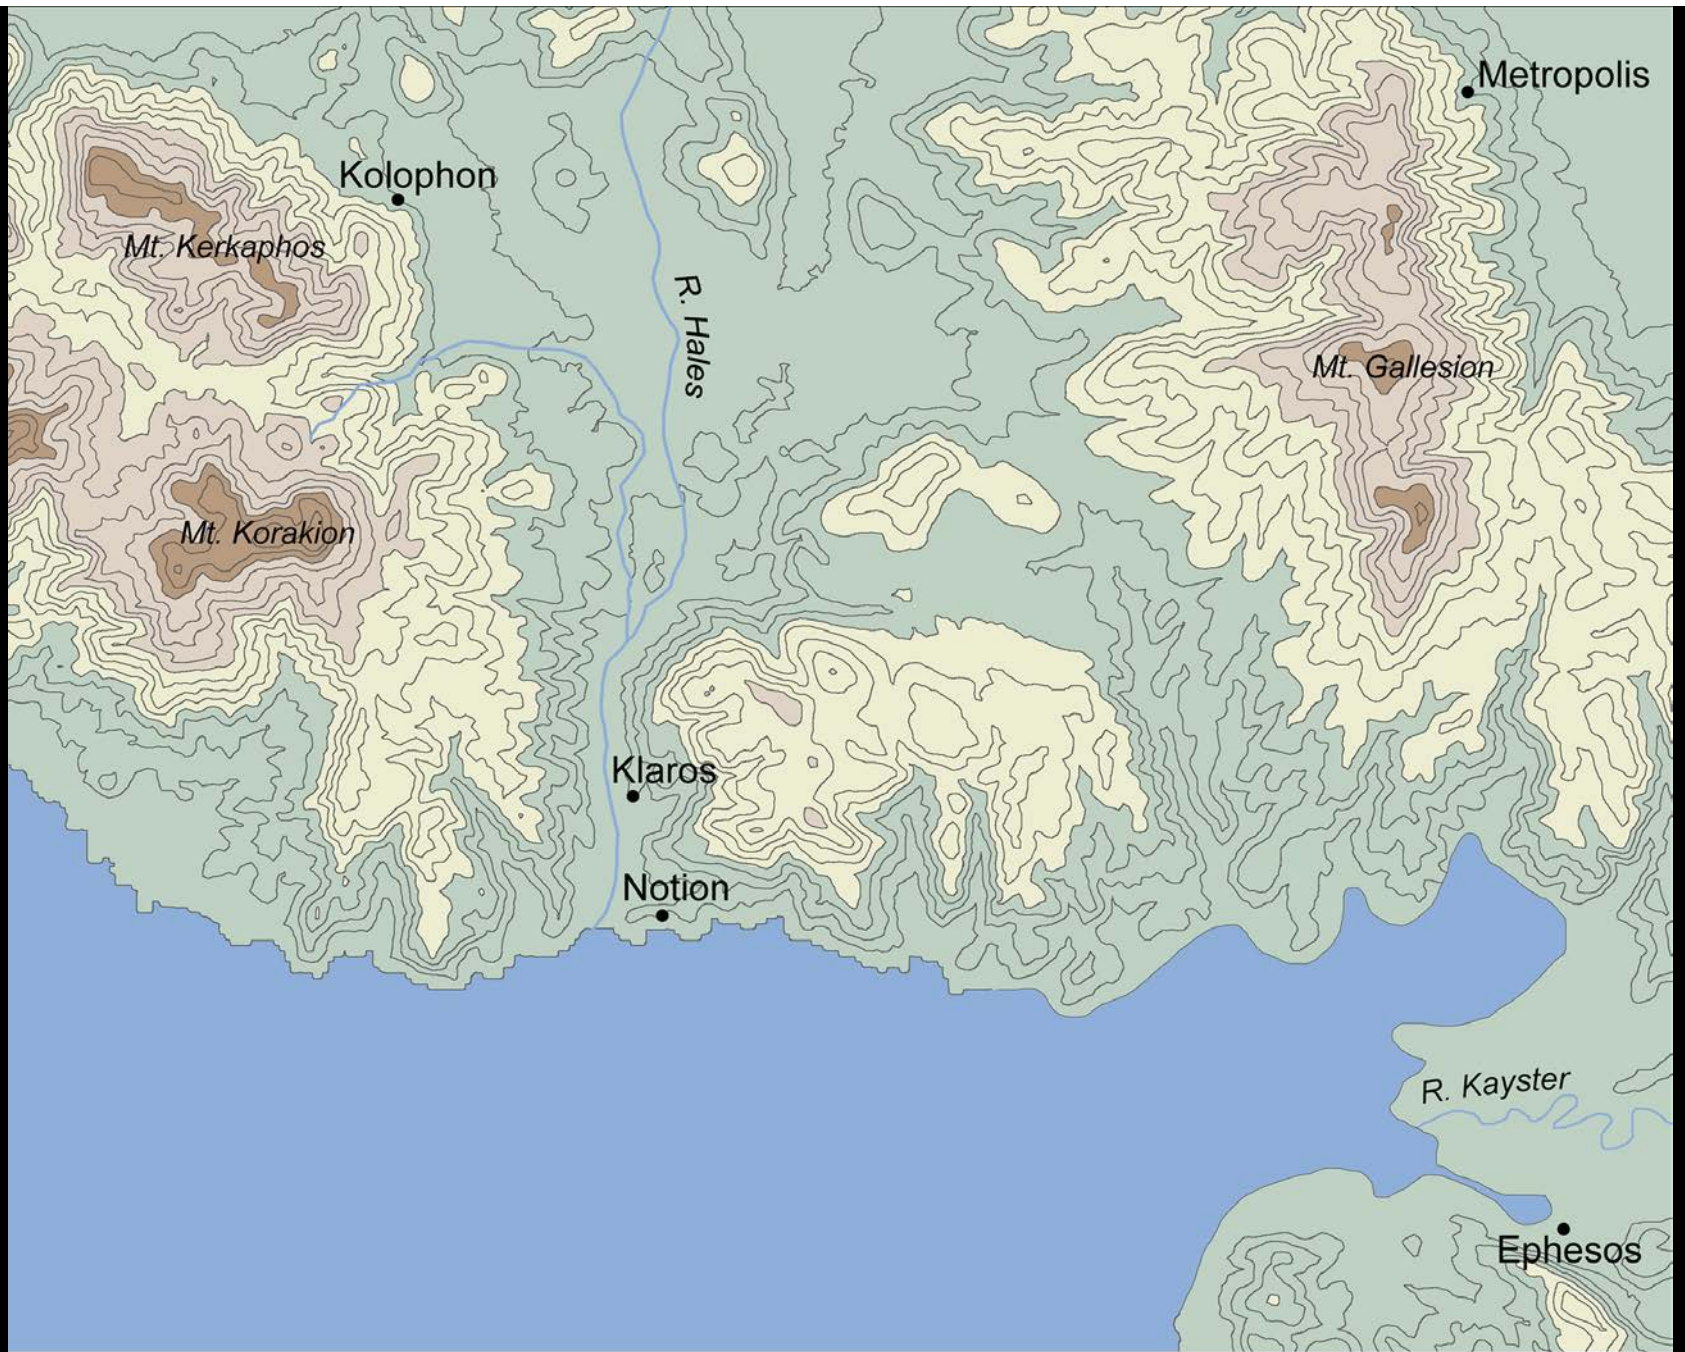 Metropolis
Kolophon
Mt. Kerkaphos
R. Hales
Mt. Gallesion
Mt. Korakion
Klaros
Notion
R. Kayster
Ephesos